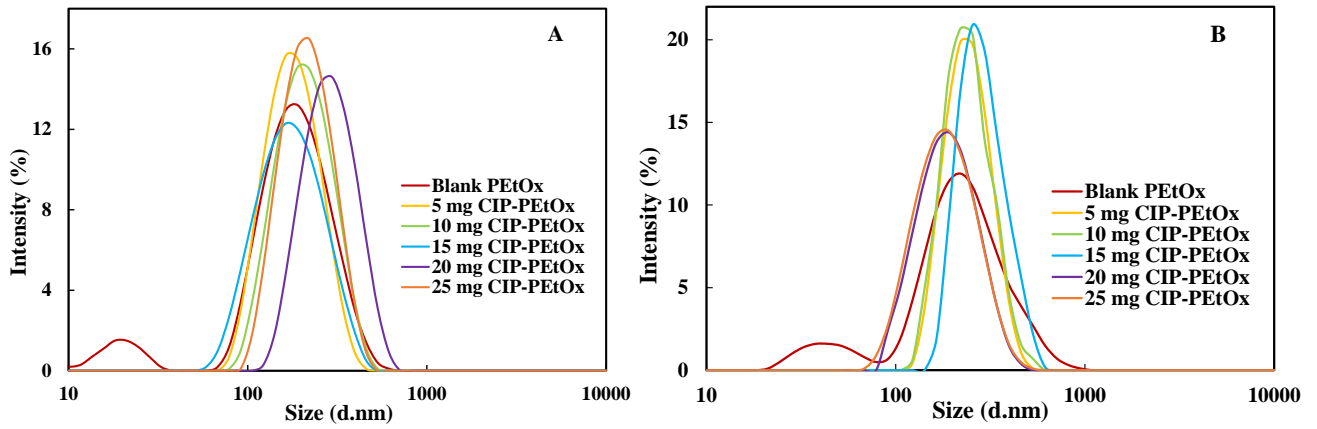 A
Intensity (%)
16
12
8
4
0
Blank PEtOx
5 mg CIP-PEtOx
10 mg CIP-PEtOx
15 mg CIP-PEtOx
20 mg CIP-PEtOx
25 mg CIP-PEtOx
10 100 1000 10000
Size (d.nm)
B
Intensity (%)
20
15
10
5
0
Blank PEtOx
5 mg CIP-PEtOx
10 mg CIP-PEtOx
15 mg CIP-PEtOx
20 mg CIP-PEtOx
25 mg CIP-PEtOx
10 100 1000 10000
Size (d.nm)